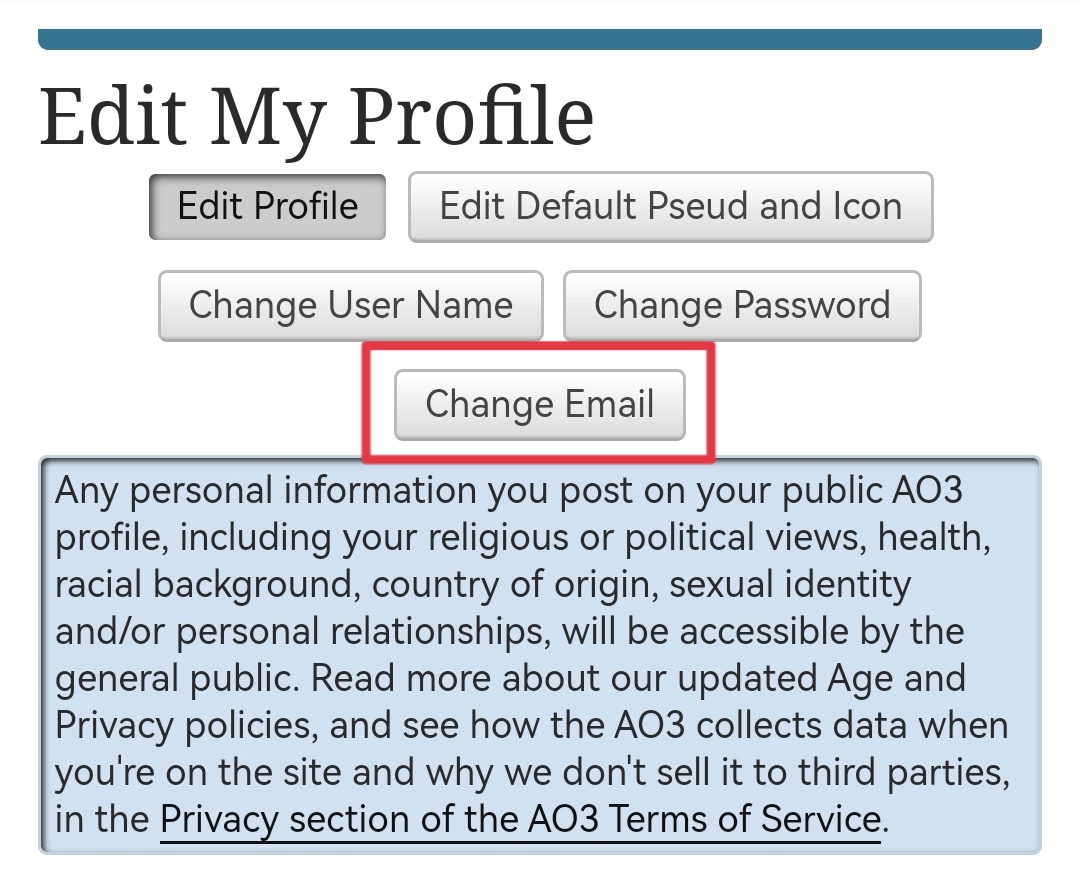 Edit My Profile
Edit Profile
Edit Default Pseud and Icon
Change User Name
Change Password
Change Email
Any personal information you post on your public AO3
profile, including your religious or political views, health,
racial background, country of origin, sexual identity
and/or personal relationships, will be accessible by the
general public. Read more about our updated Age and
Privacy policies, and see how the AO3 collects data when
you're on the site and why we don't sell it to third parties,
in the Privacy section of the AO3 Terms of Service.